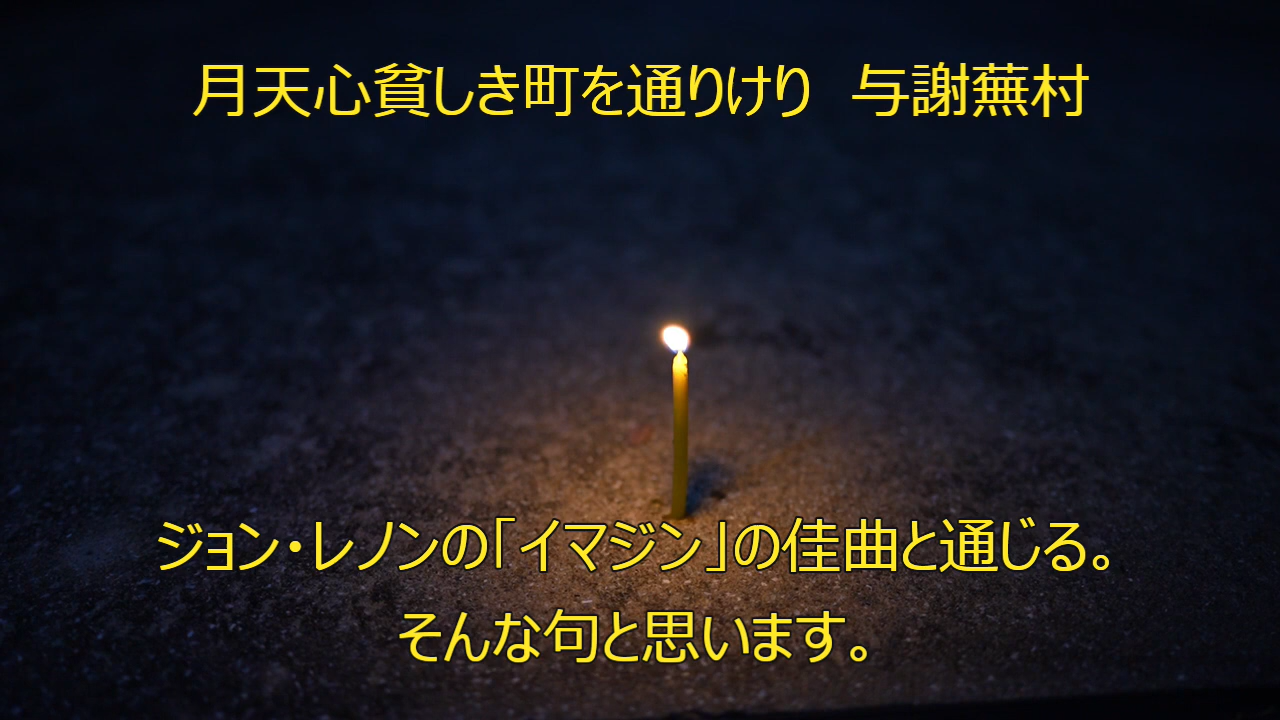 月天心貧しき町を通りけり　与謝蕪村
ジョン・レノンの「イマジン」の佳曲と通じる。
そんな句と思います。